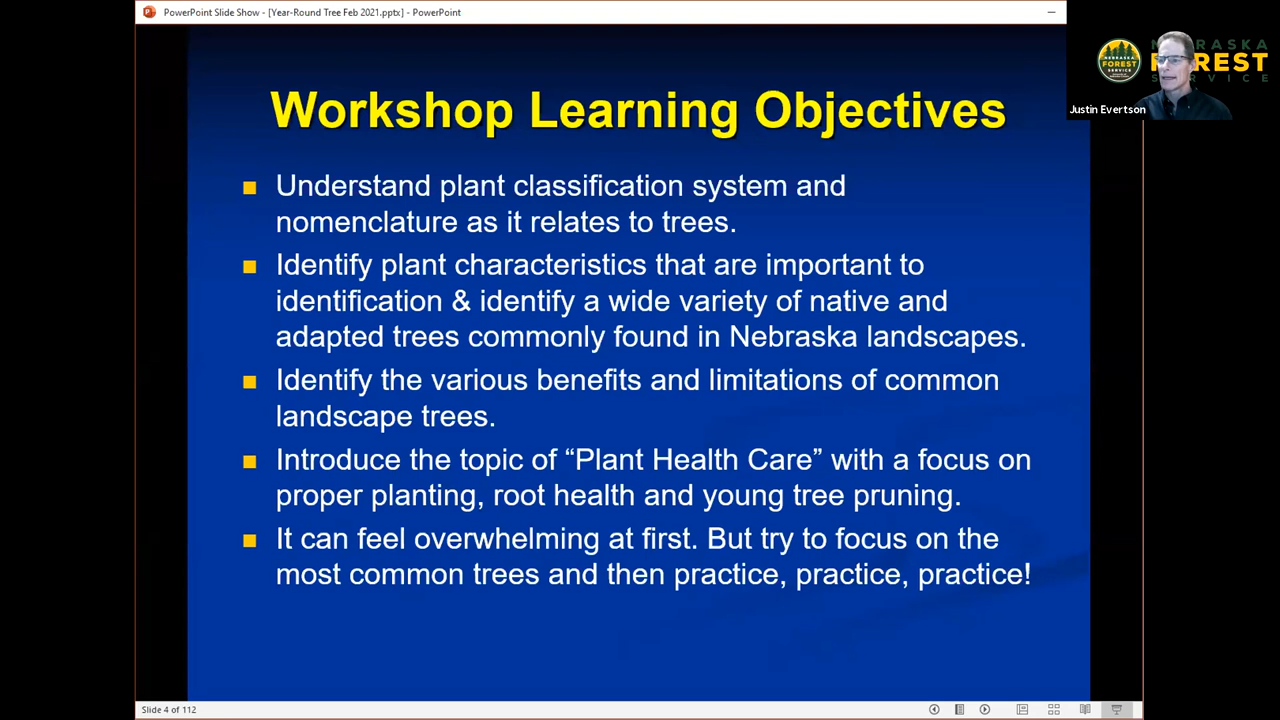 PowerPoint Slide Show - [Year-Round Tree Feb 2021.pptx] - PowerPoint
NEBRASKA
FOREST
SERVICE
NEBRASKA
FOREST
SERVICE
Justin Evertson
Workshop Learning Objectives
Understand plant classification system and
nomenclature as it relates to trees.
Identify plant characteristics that are important to
identification & identify a wide variety of native and
adapted trees commonly found in Nebraska landscapes.
Identify the various benefits and limitations of common
landscape trees.
Introduce the topic of “Plant Health Care” with a focus on
proper planting, root health and young tree pruning.
It can feel overwhelming at first. But try to focus on the
most common trees and then practice, practice, practice!
Slide 4 of 112